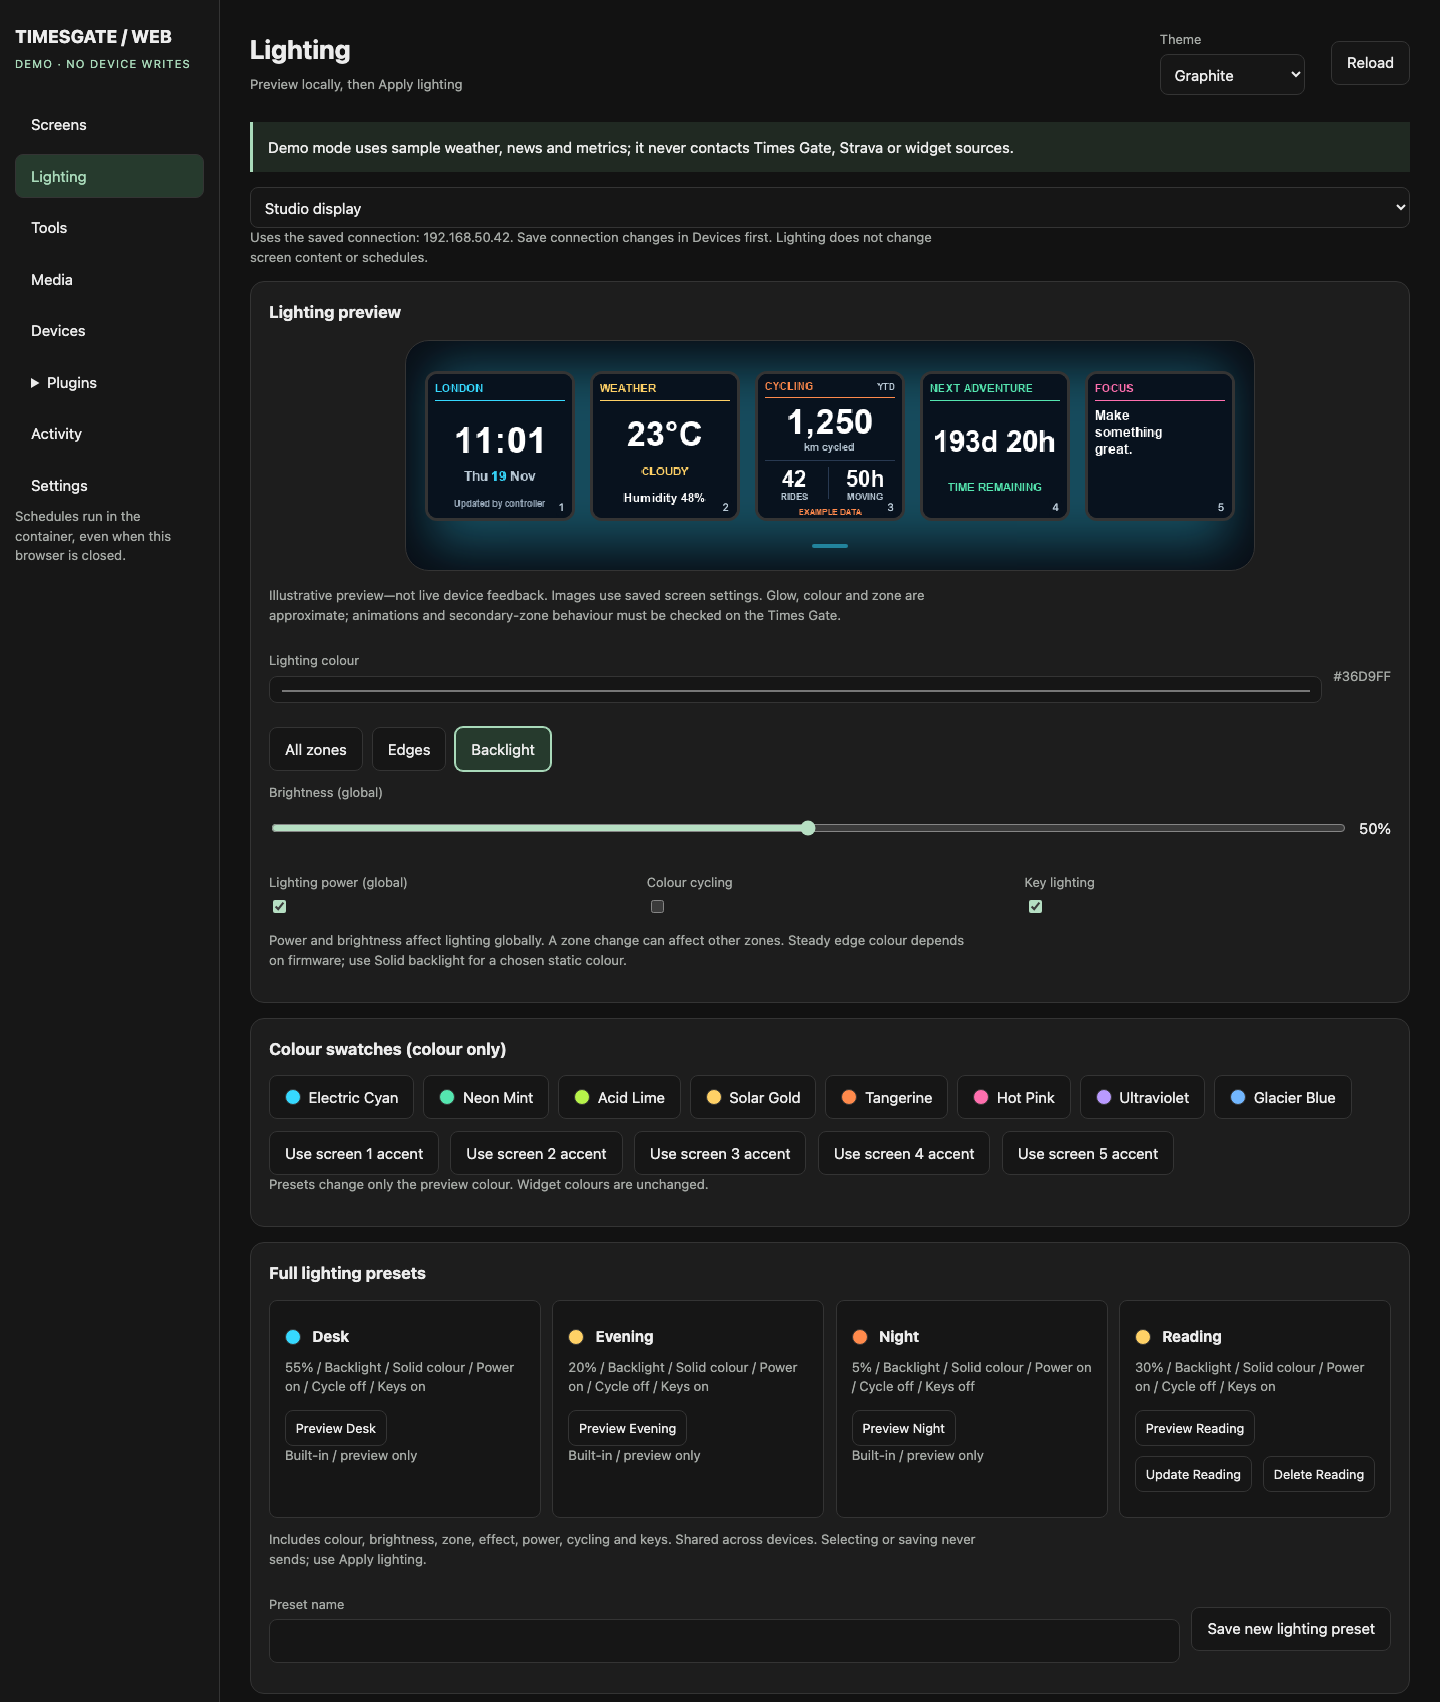 TIMESGATE / WEB
DEMO · NO DEVICE WRITES
Screens
Lighting
Tools
Media
Devices
Plugins
Activity
Settings
Schedules run in the
container, even when this
browser is closed.
Lighting
Preview locally, then Apply lighting
Theme
Graphite
Reload
Demo mode uses sample weather, news and metrics; it never contacts Times Gate, Strava or widget sources.
Studio display
Uses the saved connection: 192.168.50.42. Save connection changes in Devices first. Lighting does not change
screen content or schedules.
Lighting preview
LONDON
11:01
Thu 19 Nov
Updated by controller
1
WEATHER
23°C
CLOUDY
Humidity 48%
2
CYCLING YTD
1,250
km cycled
42 50h
RIDES MOVING
EXAMPLE DATA
3
NEXT ADVENTURE
193d 20h
TIME REMAINING
4
FOCUS
Make
something
great.
5
Illustrative preview—not live device feedback. Images use saved screen settings. Glow, colour and zone are
approximate; animations and secondary-zone behaviour must be checked on the Times Gate.
Lighting colour
#36D9FF
All zones Edges Backlight
Brightness (global)
50%
Lighting power (global) Colour cycling Key lighting
Power and brightness affect lighting globally. A zone change can affect other zones. Steady edge colour depends
on firmware; use Solid backlight for a chosen static colour.
Colour swatches (colour only)
Electric Cyan Neon Mint Acid Lime Solar Gold Tangerine Hot Pink Ultraviolet Glacier Blue
Use screen 1 accent Use screen 2 accent Use screen 3 accent Use screen 4 accent Use screen 5 accent
Presets change only the preview colour. Widget colours are unchanged.
Full lighting presets
Desk
55% / Backlight / Solid colour / Power
on / Cycle off / Keys on
Preview Desk
Built-in / preview only
Evening
20% / Backlight / Solid colour / Power
on / Cycle off / Keys on
Preview Evening
Built-in / preview only
Night
5% / Backlight / Solid colour / Power on
/ Cycle off / Keys off
Preview Night
Built-in / preview only
Reading
30% / Backlight / Solid colour / Power
on / Cycle off / Keys on
Preview Reading
Update Reading Delete Reading
Includes colour, brightness, zone, effect, power, cycling and keys. Shared across devices. Selecting or saving never
sends; use Apply lighting.
Preset name
Save new lighting preset